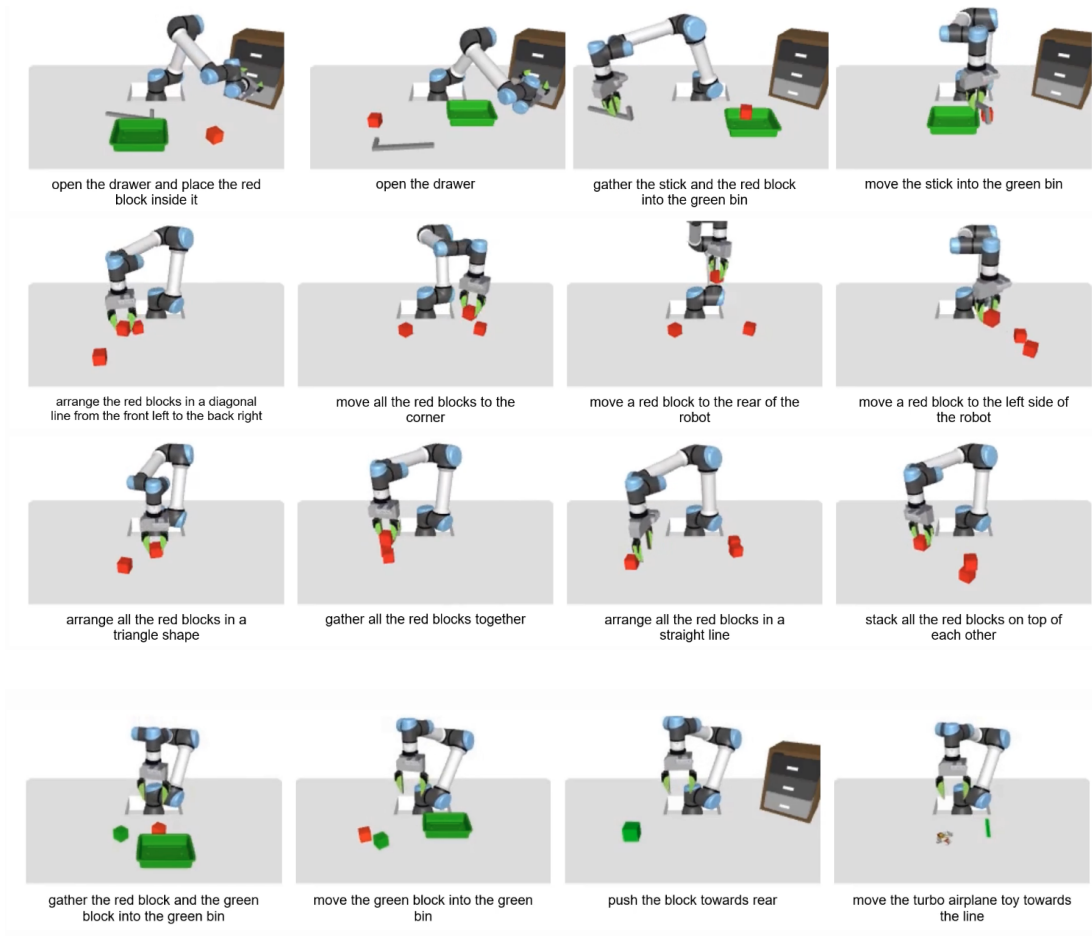 open the drawer and place the red
block inside it
open the drawer
gather the stick and the red block
into the green bin
move the stick into the green bin
arrange the red blocks in a diagonal
line from the front left to the back right
move all the red blocks to the
corner
move a red block to the rear of the
robot
move a red block to the left side of
the robot
arrange all the red blocks in a
triangle shape
gather all the red blocks together
arrange all the red blocks in a
straight line
stack all the red blocks on top of
each other
gather the red block and the green
block into the green bin
move the green block into the green
bin
push the block towards rear
move the turbo airplane toy towards
the line